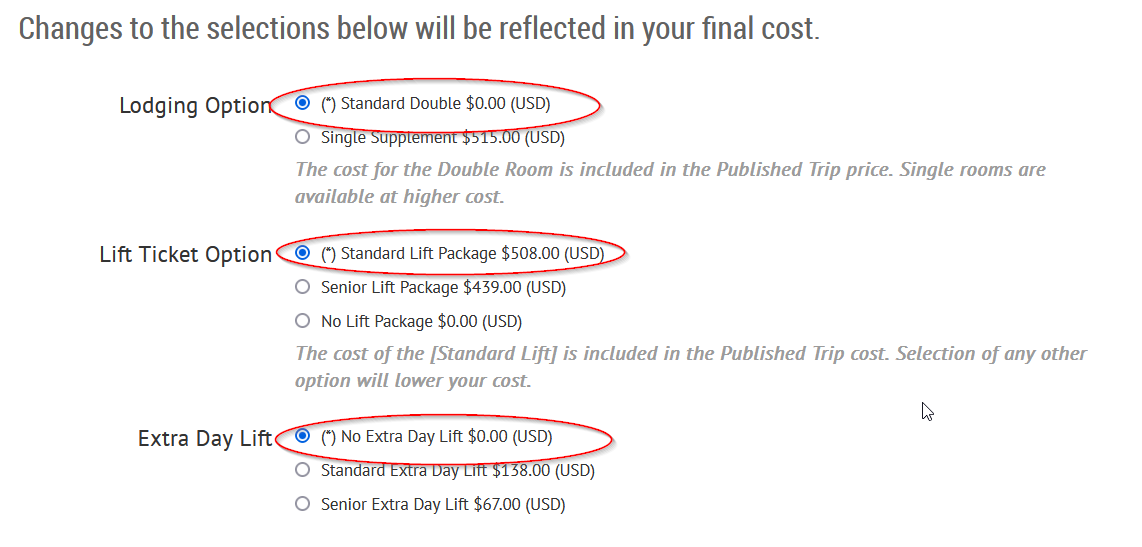 Changes to the selections below will be reflected in your final cost.
Lodging Option (*) Standard Double $0.00 (USD)
Single Supplement $515.00 (USD)
The cost for the Double Room is included in the Published Trip price. Single rooms are
available at higher cost.
Lift Ticket Option (*) Standard Lift Package $508.00 (USD)
Senior Lift Package $439.00 (USD)
No Lift Package $0.00 (USD)
The cost of the [Standard Lift] is included in the Published Trip cost. Selection of any other
option will lower your cost.
Extra Day Lift (*) No Extra Day Lift $0.00 (USD)
Standard Extra Day Lift $138.00 (USD)
Senior Extra Day Lift $67.00 (USD)